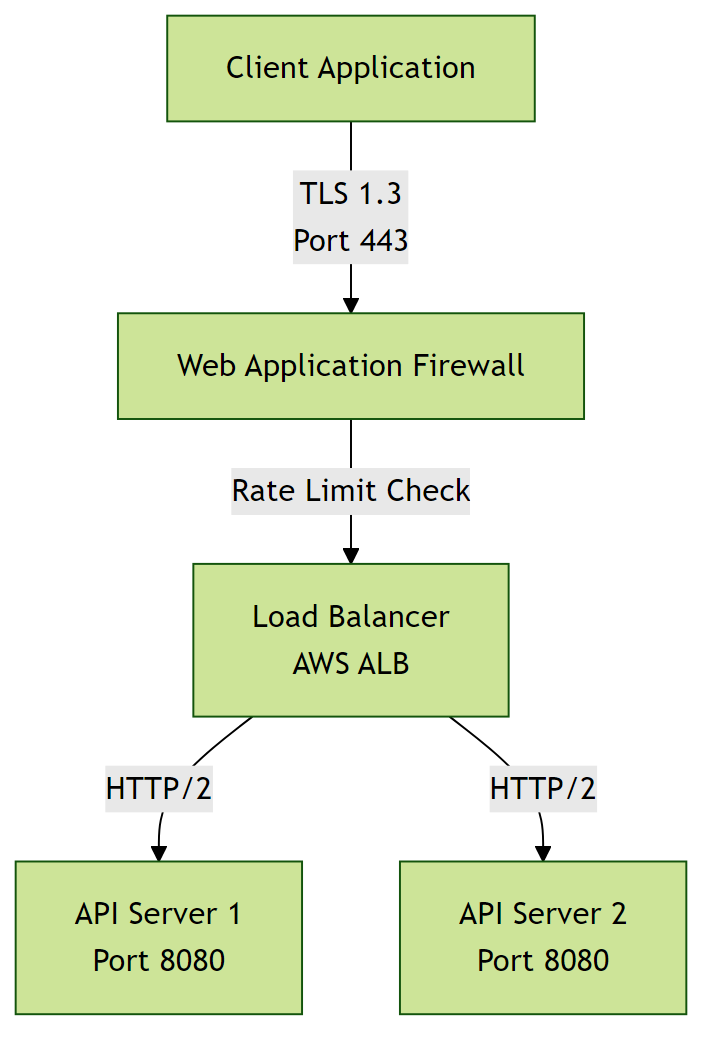 Client Application
TLS 1.3
Port 443
Web Application Firewall
Rate Limit Check
Load Balancer
AWS ALB
HTTP/2
HTTP/2
API Server 1
Port 8080
API Server 2
Port 8080